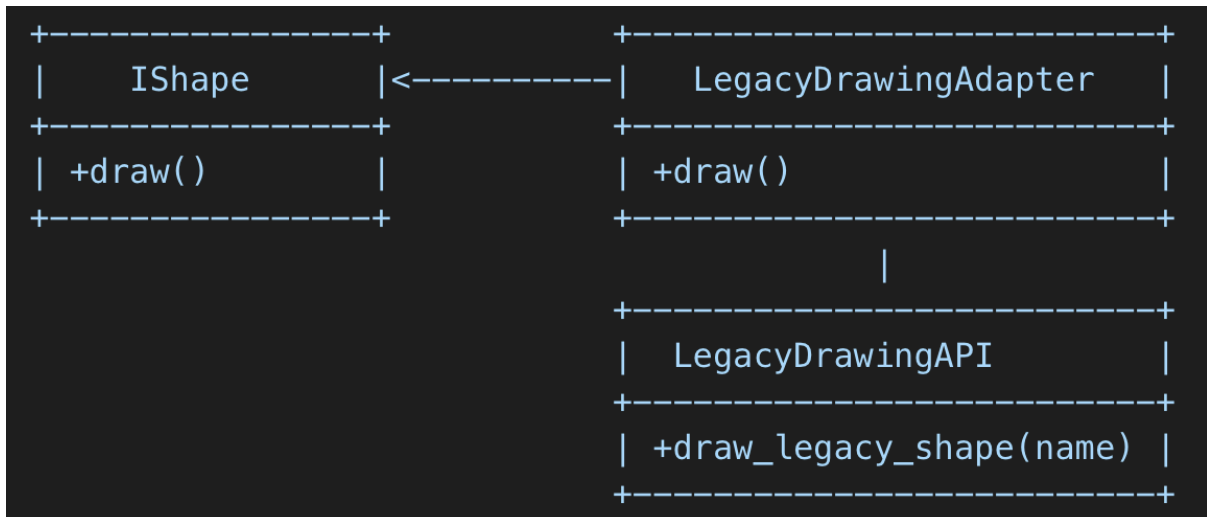 +----------------+           +---------------------------+
|    IShape      |<----------|   LegacyDrawingAdapter   |
+----------------+           +---------------------------+
| +draw()        |           | +draw()                   |
+----------------+           +---------------------------+
                                          |
                             +---------------------------+
                             |  LegacyDrawingAPI         |
                             +---------------------------+
                             | +draw_legacy_shape(name) |
                             +---------------------------+